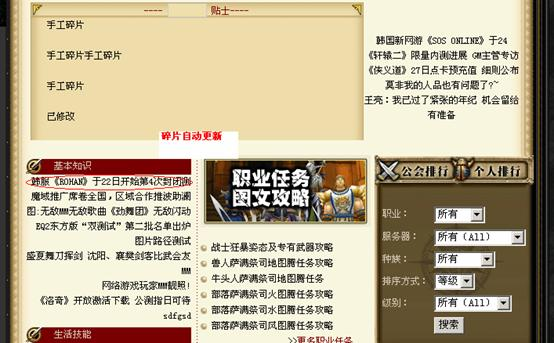 贴士
手工碎片
手工碎片手工碎片
手工碎片
已修改
韩国新网游《SOS ONLINE》于24
《轩辕二》限量内测进展 GM主管专访
《侠义道》27日点卡预充值 细则公布
莫非我的人品也有问题了?~
王亮：我已过了紧张的年纪 机会留给
有准备
碎片自动更新
基本知识
韩服《ROHAN》于22日开始第4次封闭测
魔域推广席卷全国，区域合作推波助澜
图:无敌MM无敌歌曲《劲舞团》无敌闪动
EQ2东方版“双测试”第二批名单出炉
图片路径测试
盛夏舞刀挥剑 沈阳、襄樊剑客比武会友
网络游戏玩家MM靓照!
《洛奇》开放激活下载 公测指日可待
sdfgsd
生活技能
职业任务
图文攻略
战士狂暴姿态及专有武器攻略
兽人萨满祭司地图腾任务
牛头人萨满祭司地图腾任务
部落萨满祭司火图腾任务攻略
部落萨满祭司水图腾任务攻略
部落萨满祭司风图腾任务攻略
>>更多职业任务
公会排行 个人排行
职业： 所有
服务器： 所有 (All)
种族： 所有
排序方式： 等级
级别： 所有 (All)
搜索